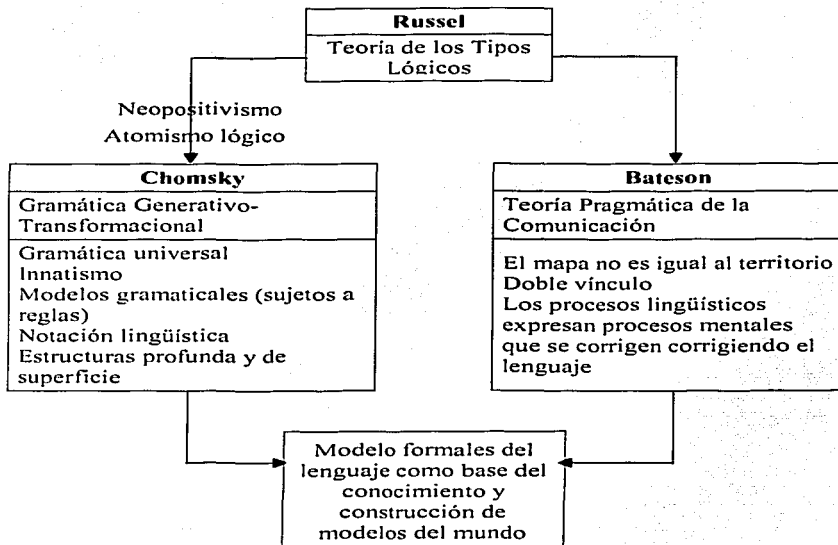 Russel
Teoría de los Tipos
Lógicos
Neopositivismo
Atomismo lógico
Chomsky
Gramática Generativo-
Transformacional
Gramática universal
Innatismo
Modelos gramaticales (sujetos a
reglas)
Notación lingüística
Estructuras profunda y de
superficie
Bateson
Teoría Pragmática de la
Comunicación
El mapa no es igual al territorio
Doble vínculo
Los procesos lingüísticos
expresan procesos mentales
que se corrigen corrigiendo el
lenguaje
Modelo formales del
lenguaje como base del
conocimiento y
construcción de
modelos del mundo